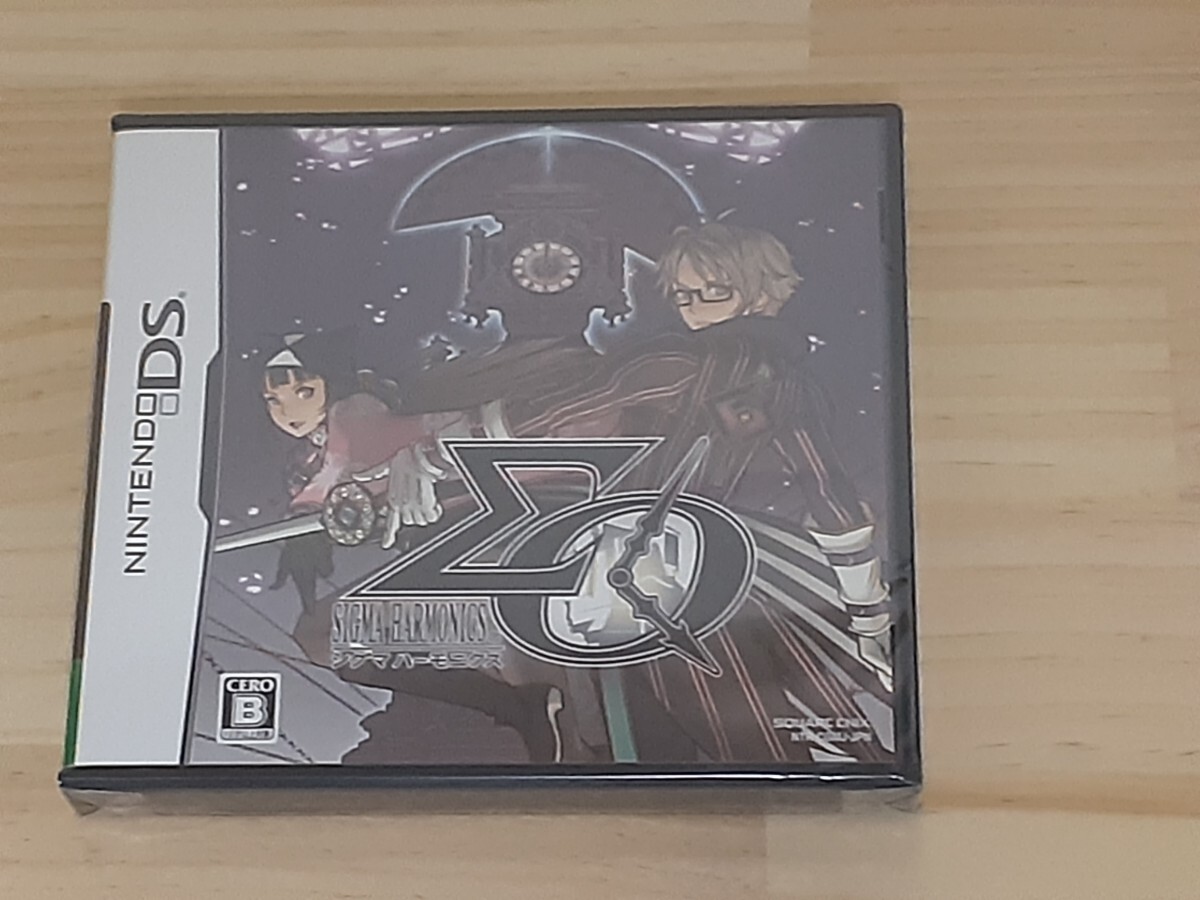 NINTENDO DS
Σ
SIGMA HARMONICS
シグマ ハーモニクス
CERO
B
SQUARE ENIX